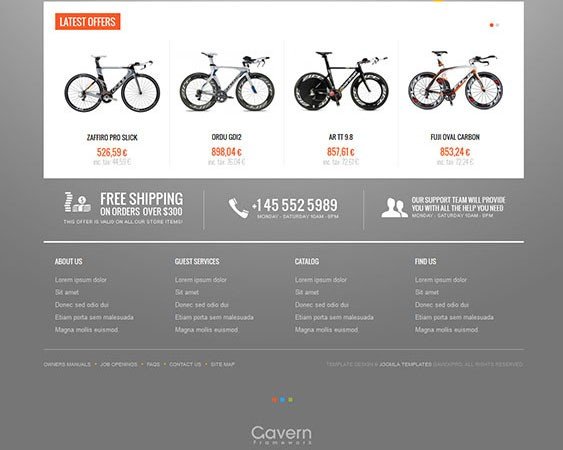 LATEST OFFERS
ZAFFIRO PRO SLICK
ORDU GDI2
AR TT 9.8
FUJI OVAL CARBON
526,59 €
898,04 €
857,61 €
853,24 €
inc. tax: 44,59 €
inc. tax: 76,04 €
inc. tax: 72,61 €
inc. tax: 72,24 €
FREE SHIPPING
ON ORDERS OVER $300
THIS OFFER IS VALID ON ALL OUR STORE ITEMS!
+1 45 552 5989
MONDAY - SATURDAY 10AM - 8PM
OUR SUPPORT TEAM WILL PROVIDE
YOU WITH ALL THE HELP YOU NEED
MONDAY - SATURDAY 10AM - 8PM
ABOUT US
GUEST SERVICES
CATALOG
FIND US
Lorem ipsum dolor
Lorem ipsum dolor
Lorem ipsum dolor
Lorem ipsum dolor
Sit amet
Sit amet
Sit amet
Sit amet
Donec sed odio dui
Donec sed odio dui
Donec sed odio dui
Donec sed odio dui
Etiam porta sem malesuada
Etiam porta sem malesuada
Etiam porta sem malesuada
Etiam porta sem malesuada
Magna mollis euismod.
Magna mollis euismod.
Magna mollis euismod.
Magna mollis euismod.
OWNERS MANUALS • JOB OPENINGS • FAQS • CONTACT US • SITE MAP
TEMPLATE DESIGN © JOOMLA TEMPLATES GAVICKPRO. ALL RIGHTS RESERVED.
Gavern
Framework